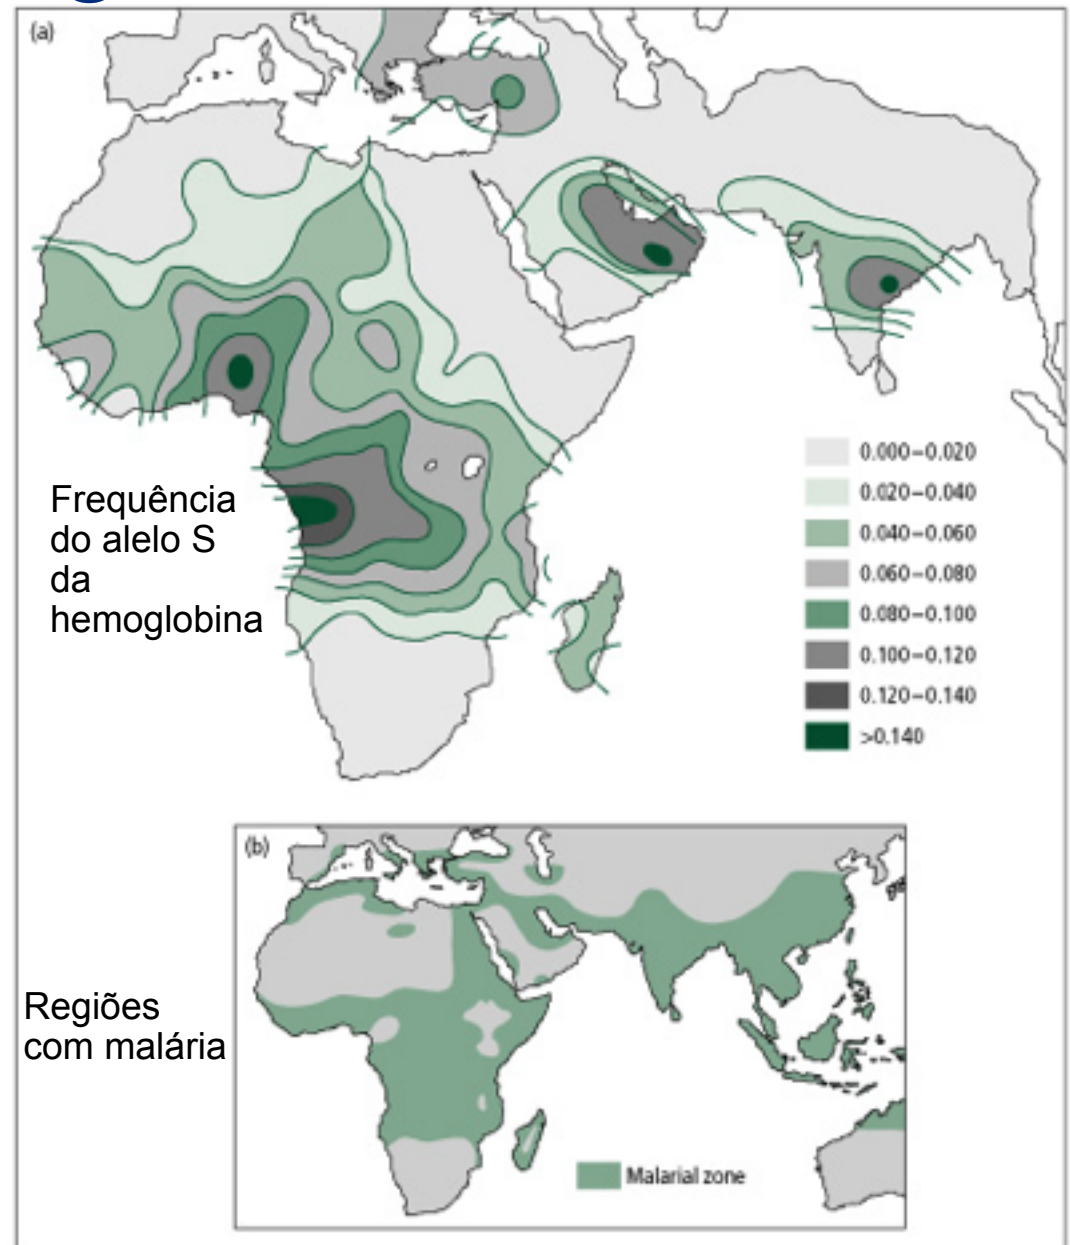 (a)
Frequência
do alelo S
da
hemoglobina
0.000–0.020
0.020–0.040
0.040–0.060
0.060–0.080
0.080–0.100
0.100–0.120
0.120–0.140
>0.140
(b)
Regiões
com malária
Malarial zone